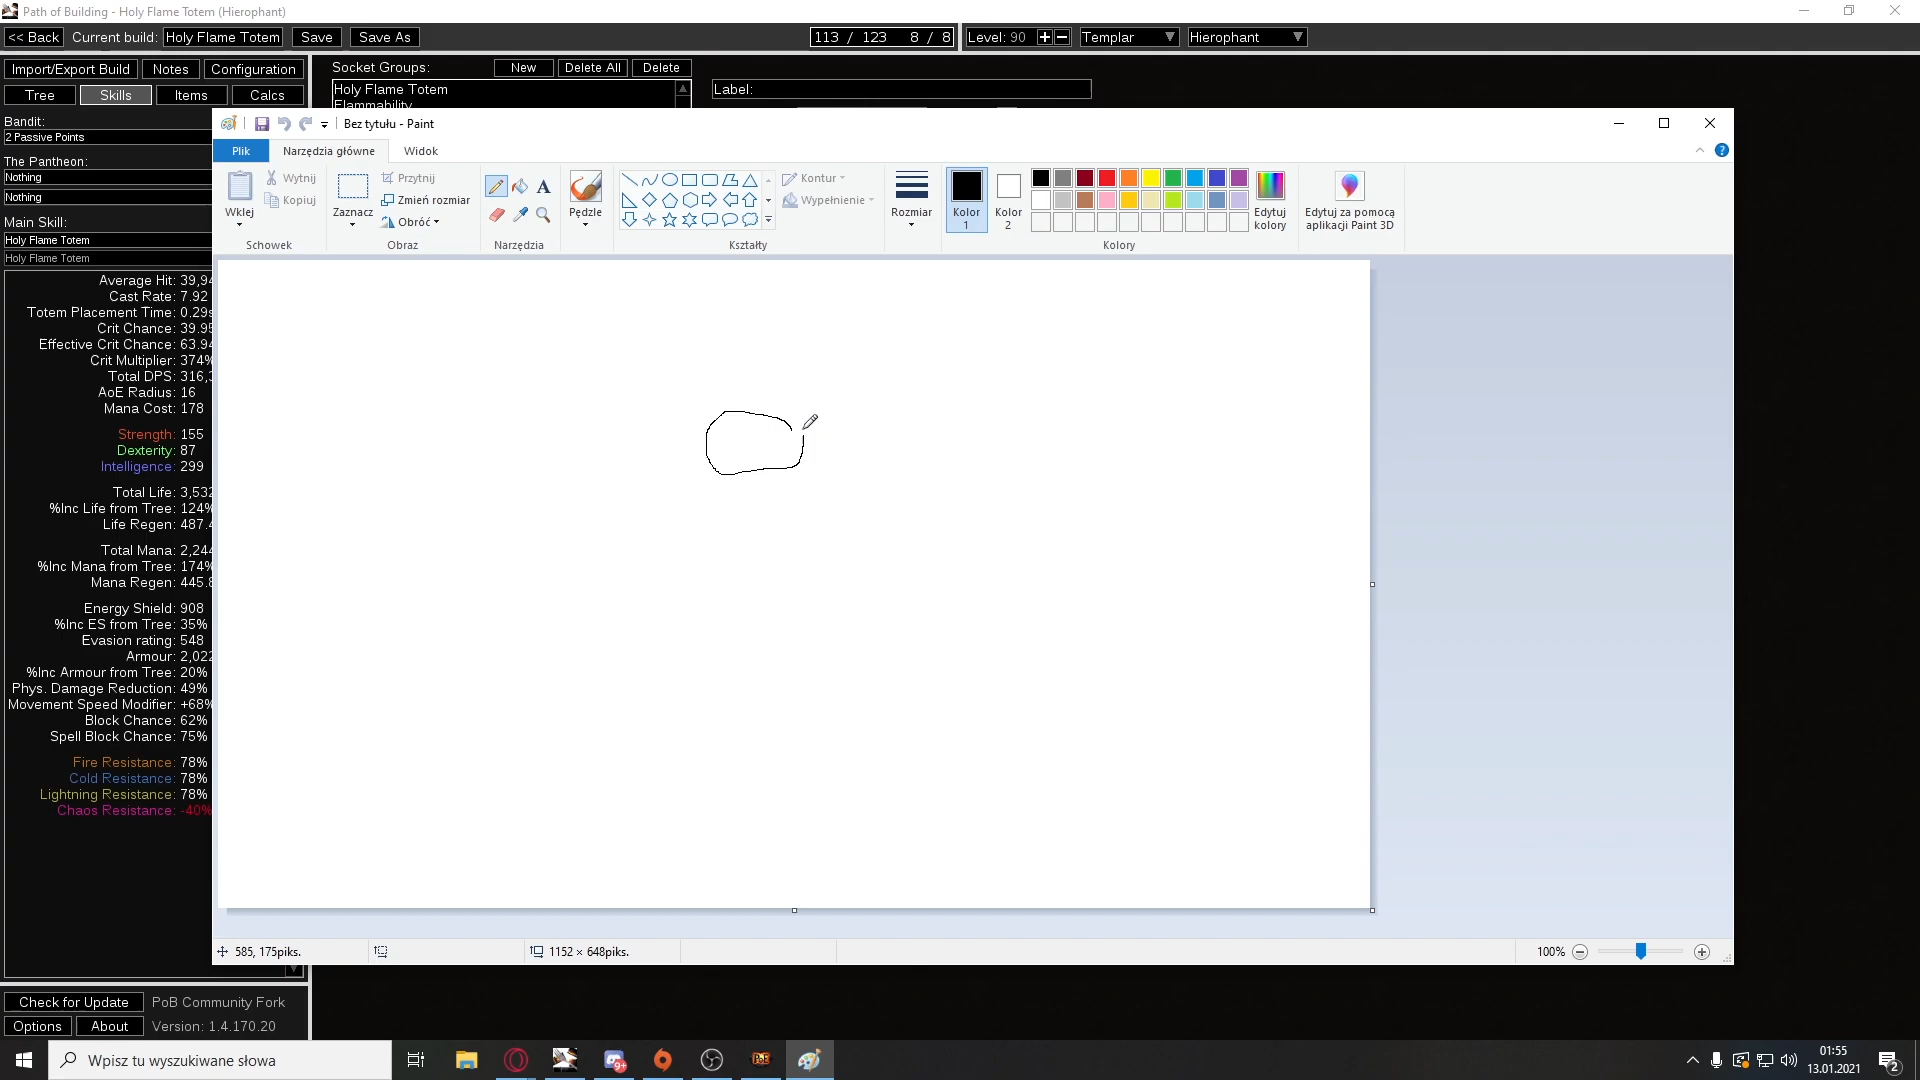 Path of Building - Holy Flame Totem (Hierophant)
<< Back Current build: Holy Flame Totem Save Save As 113 / 123 8 / 8 Level: 90 + - Templar Hierophant
Import/Export Build Notes Configuration
Tree Skills Items Calcs
Socket Groups: New Delete All Delete
Holy Flame Totem
Flammability
Label:
Bandit:
2 Passive Points
The Pantheon:
Nothing
Nothing
Main Skill:
Holy Flame Totem
Holy Flame Totem
Average Hit: 39,94
Cast Rate: 7.92
Totem Placement Time: 0.29s
Crit Chance: 39.95
Effective Crit Chance: 63.94
Crit Multiplier: 374%
Total DPS: 316,3
AoE Radius: 16
Mana Cost: 178
Strength: 155
Dexterity: 87
Intelligence: 299
Total Life: 3,532
%Inc Life from Tree: 124%
Life Regen: 487.4
Total Mana: 2,244
%Inc Mana from Tree: 174%
Mana Regen: 445.8
Energy Shield: 908
%Inc ES from Tree: 35%
Evasion rating: 548
Armour: 2,022
%Inc Armour from Tree: 20%
Phys. Damage Reduction: 49%
Movement Speed Modifier: +68%
Block Chance: 62%
Spell Block Chance: 75%
Fire Resistance: 78%
Cold Resistance: 78%
Lightning Resistance: 78%
Chaos Resistance: -40%
Check for Update PoB Community Fork
Options About Version: 1.4.170.20
Bez tytułu - Paint
Plik Narzędzia główne Widok
Wklej
Wytnij
Kopiuj
Schowek
Zaznacz
Przytnij
Zmień rozmiar
Obróć
Obraz
A
Narzędzia
Pędzle
Kontur
Wypełnienie
Kształty
Rozmiar
Kolor
1
Kolor
2
Edytuj
kolory
Kolory
Edytuj za pomocą
aplikacji Paint 3D
585, 175piks. 1152 × 648piks. 100%
Wpisz tu wyszukiwane słowa
9+
PoE
01:55
13.01.2021
2